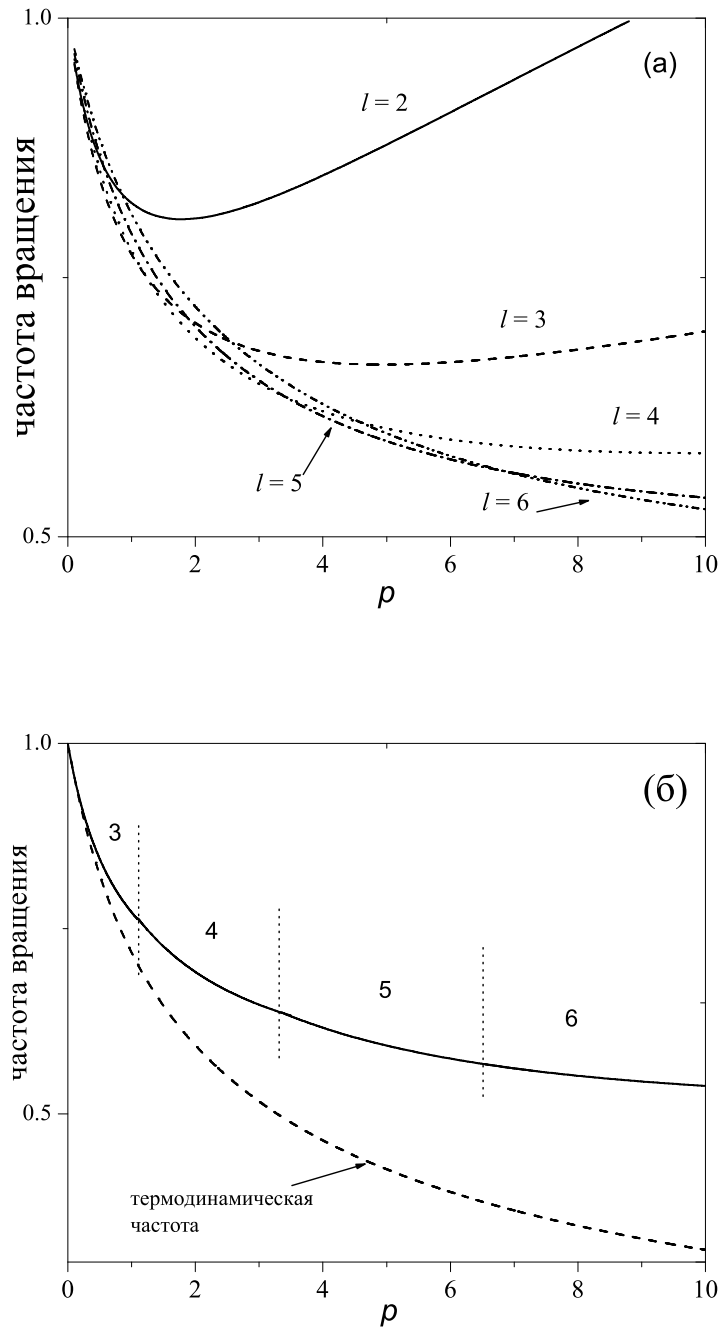 1.0
(a)
l = 2
частота вращения
l = 3
l = 4
l = 5
l = 6
0.5
0 2 4 6 8 10
p
1.0
(б)
3
4
5
6
частота вращения
0.5
термодинамическая
частота
0 2 4 6 8 10
p